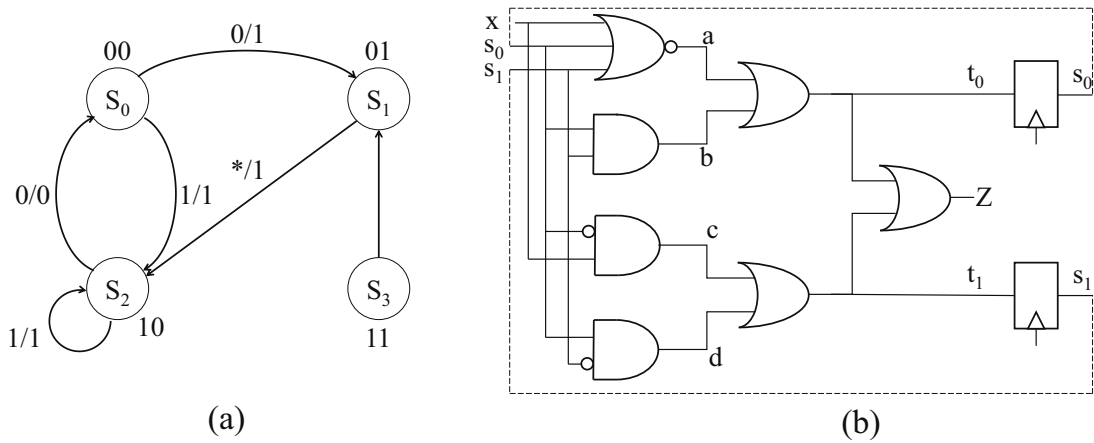 00
0/1
01
S₀
S₁
0/0
1/1
*/1
S₂
S₃
1/1
10
11
(a)
x
s₀
s₁
a
b
c
d
t₀
s₀
Z
t₁
s₁
(b)